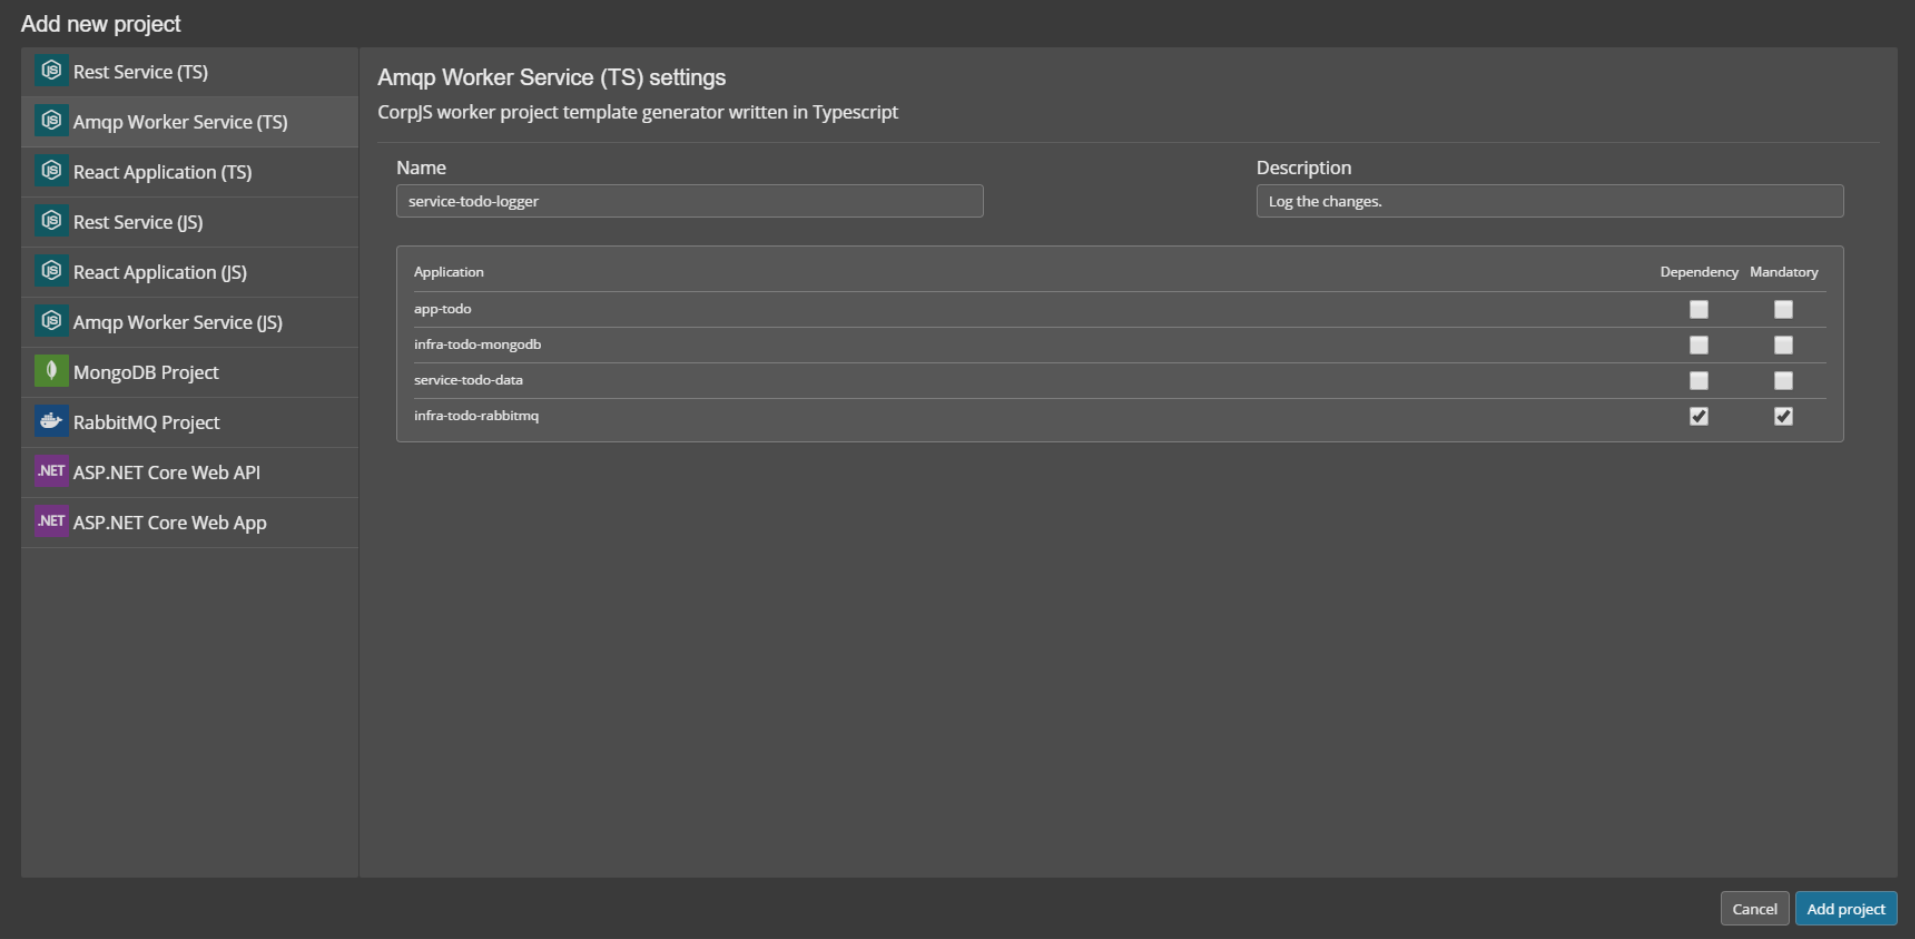 Add new project
Rest Service (TS)
Amqp Worker Service (TS)
React Application (TS)
Rest Service (JS)
React Application (JS)
Amqp Worker Service (JS)
MongoDB Project
RabbitMQ Project
.NET ASP.NET Core Web API
.NET ASP.NET Core Web App
Amqp Worker Service (TS) settings
CorpJS worker project template generator written in Typescript
Name Description
service-todo-logger Log the changes.
Application Dependency Mandatory
app-todo
infra-todo-mongodb
service-todo-data
infra-todo-rabbitmq
Cancel Add project